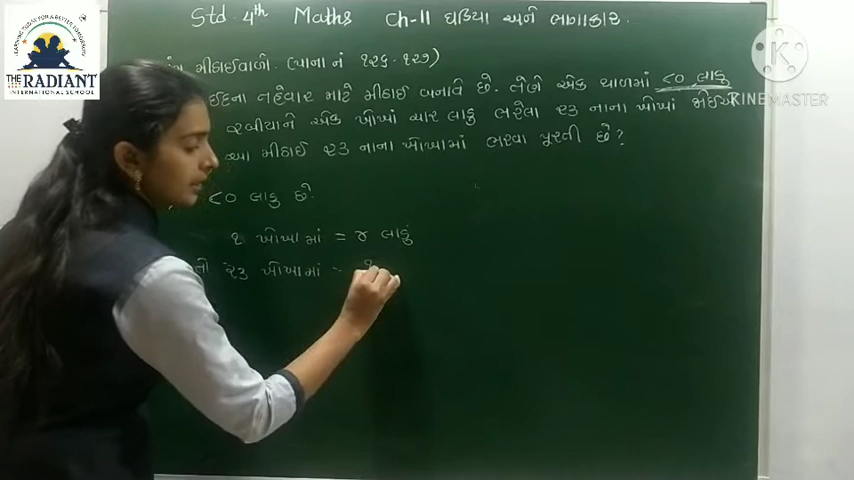 Std. 4th Maths Ch-11 ઘડિયા અને ભાગાકાર.
મીઠાઈવાળી. (પાના નં ૧૨૬-૧૨૭)
ઈદના તહેવાર માટે મીઠાઈ બનાવે છે. તેણે એક થાળમાં ૮૦ લાડુ
રબીયાને એક ખોખાં ચાર લાડુ ભરેલા ૨૩ નાના ખોખાં જોઈએ
આ મીઠાઈ ૨૩ નાના ખોખામાં ભરવા પૂરતી છે?
૮૦ લાડુ છે.
૧ ખોખામાં = ૪ લાડું
તો ૨૩ ખોખામાં -
THE RADIANT
INTERNATIONAL SCHOOL
K
KINEMASTER